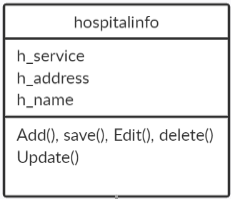 hospitalinfo
h_service
h_address
h_name
Add(), save(), Edit(), delete()
Update()